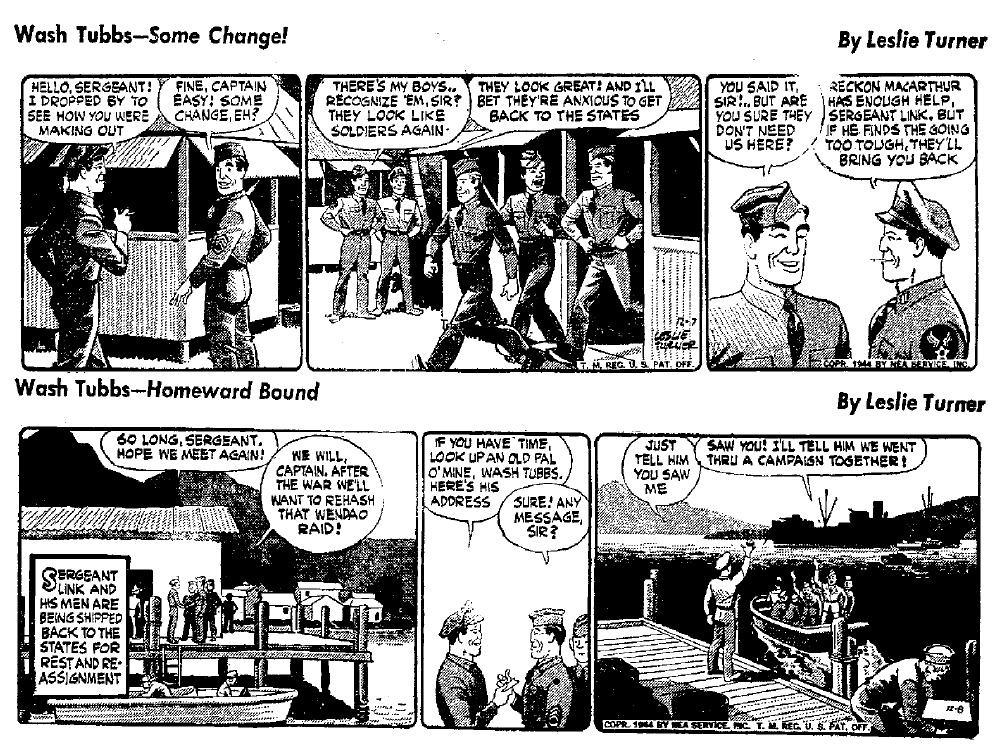 Wash Tubbs—Some Change!
By Leslie Turner
HELLO, SERGEANT!
I DROPPED BY TO
SEE HOW YOU WERE
MAKING OUT
FINE, CAPTAIN
EASY! SOME
CHANGE, EH?
THERE'S MY BOYS..
RECOGNIZE 'EM, SIR?
THEY LOOK LIKE
SOLDIERS AGAIN.
THEY LOOK GREAT! AND I'LL
BET THEY'RE ANXIOUS TO GET
BACK TO THE STATES
12-7
LESLIE
TURNER
T. M. REG. U. S. PAT. OFF.
YOU SAID IT,
SIR!.. BUT ARE
YOU SURE THEY
DON'T NEED
US HERE?
RECKON MACARTHUR
HAS ENOUGH HELP,
SERGEANT LINK. BUT
IF HE FINDS THE GOING
TOO TOUGH, THEY'LL
BRING YOU BACK
COPR. 1944 BY NEA SERVICE, INC.
Wash Tubbs—Homeward Bound
By Leslie Turner
SO LONG, SERGEANT.
HOPE WE MEET AGAIN!
WE WILL,
CAPTAIN. AFTER
THE WAR WE'LL
WANT TO REHASH
THAT WENDAO
RAID!
SERGEANT
LINK AND
HIS MEN ARE
BEING SHIPPED
BACK TO THE
STATES FOR
REST AND RE-
ASSIGNMENT
IF YOU HAVE TIME,
LOOK UP AN OLD PAL
O'MINE, WASH TUBBS.
HERE'S HIS
ADDRESS
SURE! ANY
MESSAGE,
SIR?
JUST
TELL HIM
YOU SAW
ME
SAW YOU! I'LL TELL HIM WE WENT
THRU A CAMPAIGN TOGETHER!
COPR. 1944 BY NEA SERVICE, INC. T. M. REG. U. S. PAT. OFF.
12-8